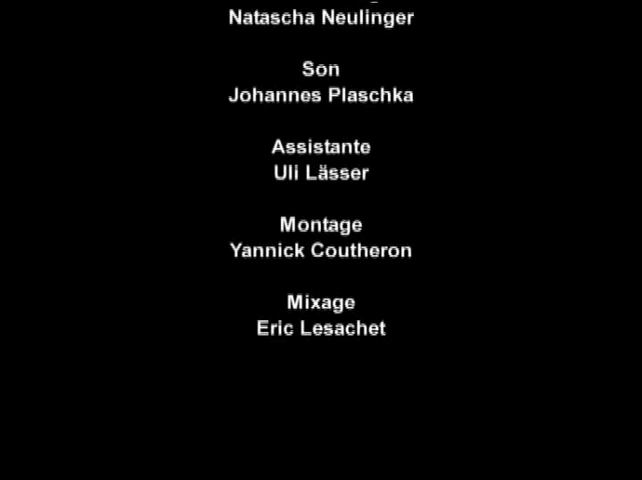 Natascha Neulinger
Son
Johannes Plaschka
Assistante
Uli Lässer
Montage
Yannick Coutheron
Mixage
Eric Lesachet